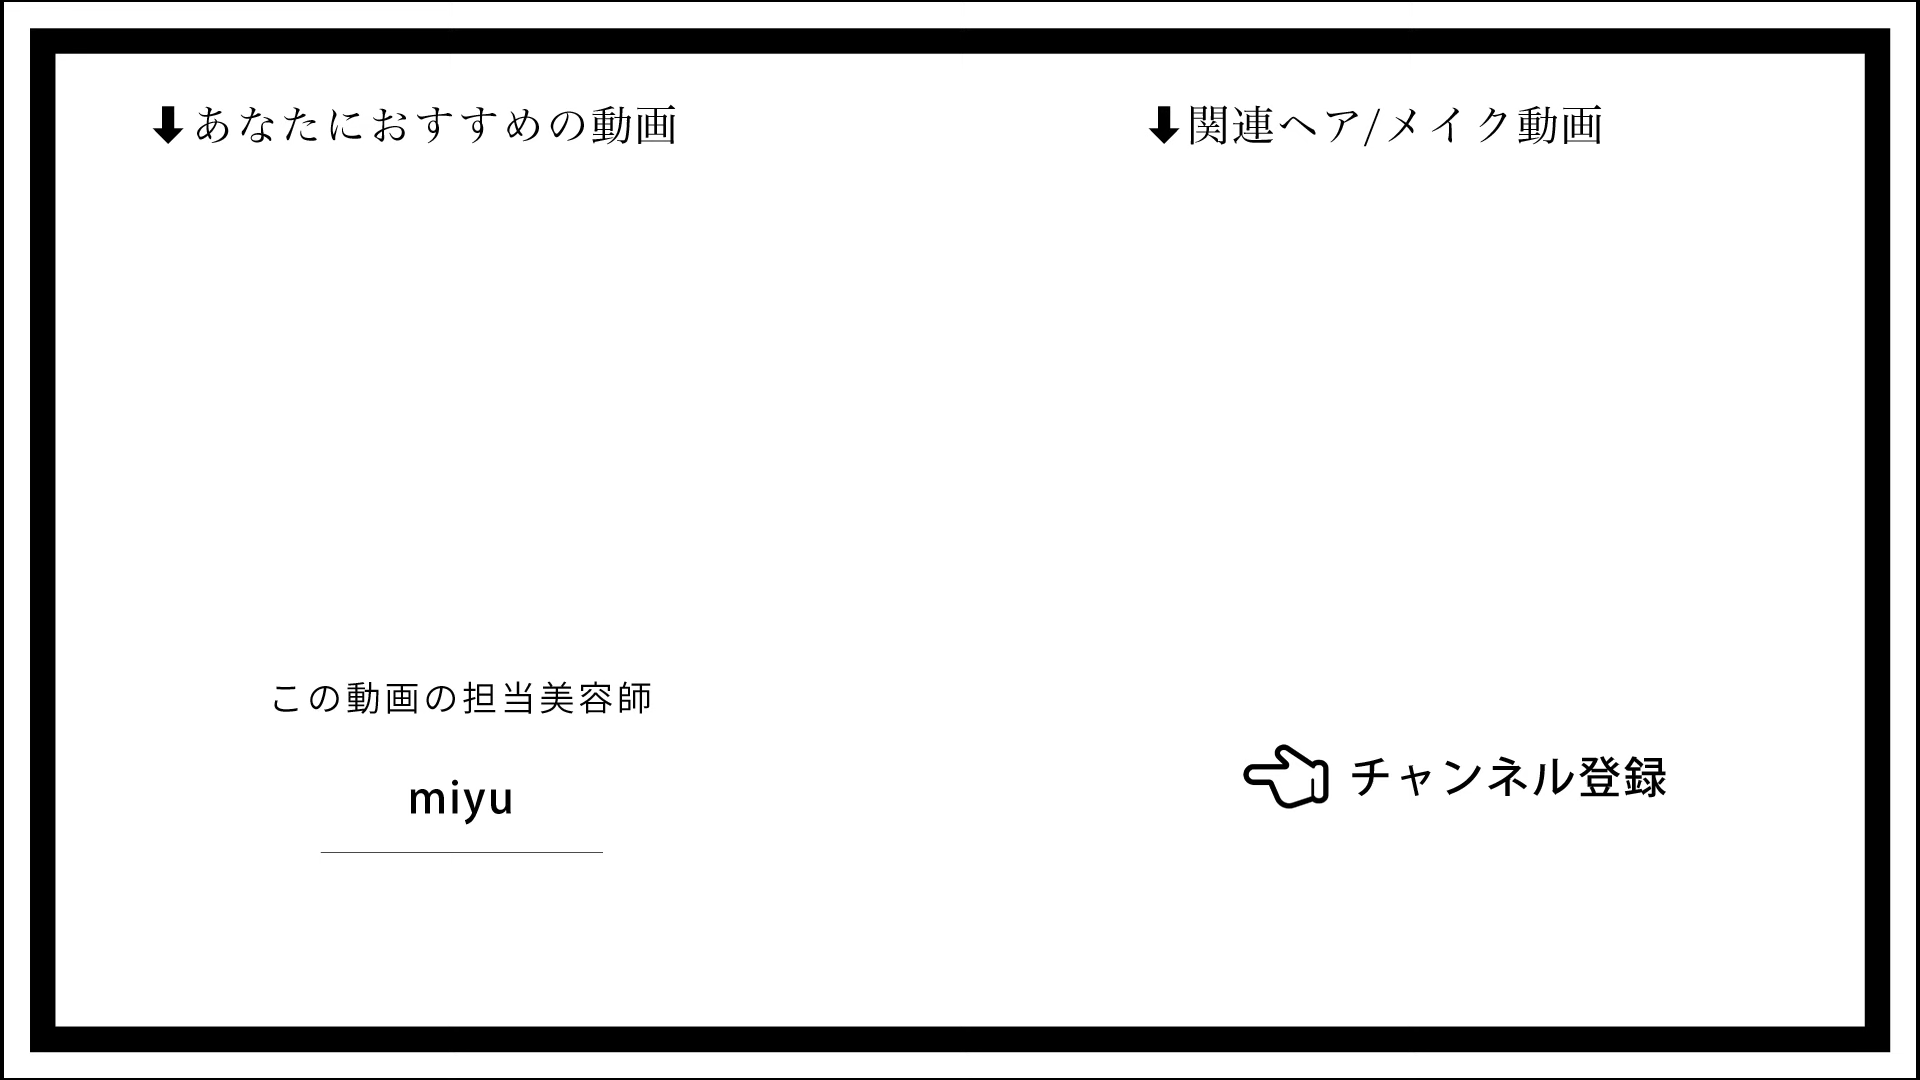 ⬇あなたにおすすめの動画
⬇関連ヘア/メイク動画
この動画の担当美容師
miyu
チャンネル登録